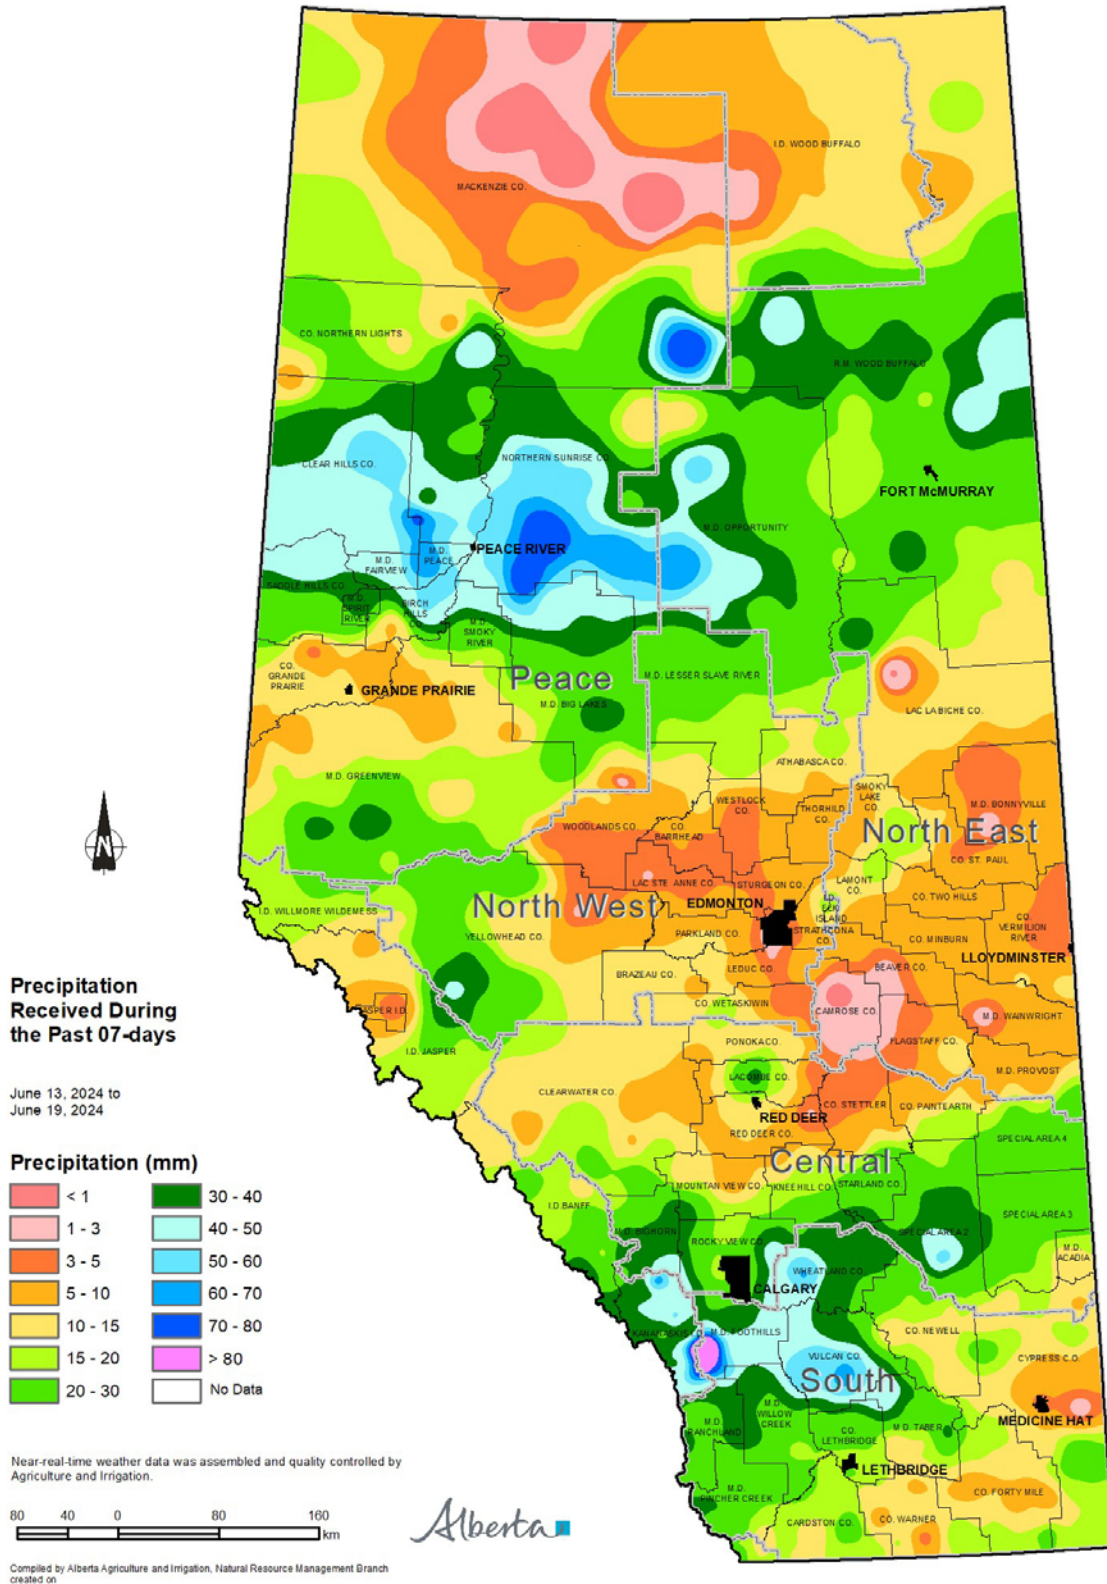 I.D. WOOD BUFFALO
MACKENZIE CO.
CO. NORTHERN LIGHTS
R.M. WOOD BUFFALO
CLEAR HILLS CO.
NORTHERN SUNRISE CO.
FORT McMURRAY
M.D. OPPORTUNITY
PEACE RIVER
M.D.
PEACE
M.D.
FAIRVIEW
SADDLE HILLS CO.
M.D.
SPIRIT
RIVER
BIRCH
HILLS
CO.
M.D.
SMOKY
RIVER
CO.
GRANDE
PRAIRIE
GRANDE PRAIRIE
Peace
M.D. LESSER SLAVE RIVER
M.D. BIG LAKES
LAC LA BICHE CO.
M.D. GREENVIEW
ATHABASCA CO.
SMOKY
LAKE
CO.
M.D. BONNYVILLE
WESTLOCK
CO.
THORHILD
CO.
WOODLANDS CO.
CO.
BARRHEAD
North East
CO. ST. PAUL
LAC STE ANNE CO.
STURGEON CO.
LAMONT
CO.
CO. TWO HILLS
I.D. WILLMORE WILDERNESS
North West
EDMONTON
I.D.
ELK
ISLAND
STRATHCONA
CO.
CO.
VERMILION
RIVER
YELLOWHEAD CO.
PARKLAND CO.
CO. MINBURN
LLOYDMINSTER
BRAZEAU CO.
LEDUC CO.
BEAVER CO.
Precipitation
Received During
the Past 07-days
JASPER I.D.
CO. WETASKIWIN
CAMROSE CO.
M.D. WAINWRIGHT
I.D. JASPER
PONOKA CO.
FLAGSTAFF CO.
M.D. PROVOST
June 13, 2024 to
June 19, 2024
CLEARWATER CO.
LACOMBE CO.
CO. STETTLER
CO. PAINTEARTH
RED DEER
RED DEER CO.
SPECIAL AREA 4
Central
Precipitation (mm)
< 1
1 - 3
3 - 5
5 - 10
10 - 15
15 - 20
20 - 30
30 - 40
40 - 50
50 - 60
60 - 70
70 - 80
> 80
No Data
MOUNTAIN VIEW CO.
KNEEHILL CO.
STARLAND CO.
I.D. BANFF
SPECIAL AREA 3
M.D. BIGHORN
ROCKY VIEW CO.
SPECIAL AREA 2
M.D.
ACADIA
WHEATLAND CO.
CALGARY
KANANASKIS I.D.
M.D. FOOTHILLS
CO. NEWELL
VULCAN CO.
CYPRESS CO.
South
M.D.
WILLOW
CREEK
MEDICINE HAT
M.D.
RANCHLAND
CO.
LETHBRIDGE
M.D. TABER
LETHBRIDGE
M.D.
PINCHER CREEK
CO. FORTY MILE
CARDSTON CO.
CO. WARNER
N
Near-real-time weather data was assembled and quality controlled by
Agriculture and Irrigation.
80 40 0 80 160
km
Alberta
Compiled by Alberta Agriculture and Irrigation, Natural Resource Management Branch
created on